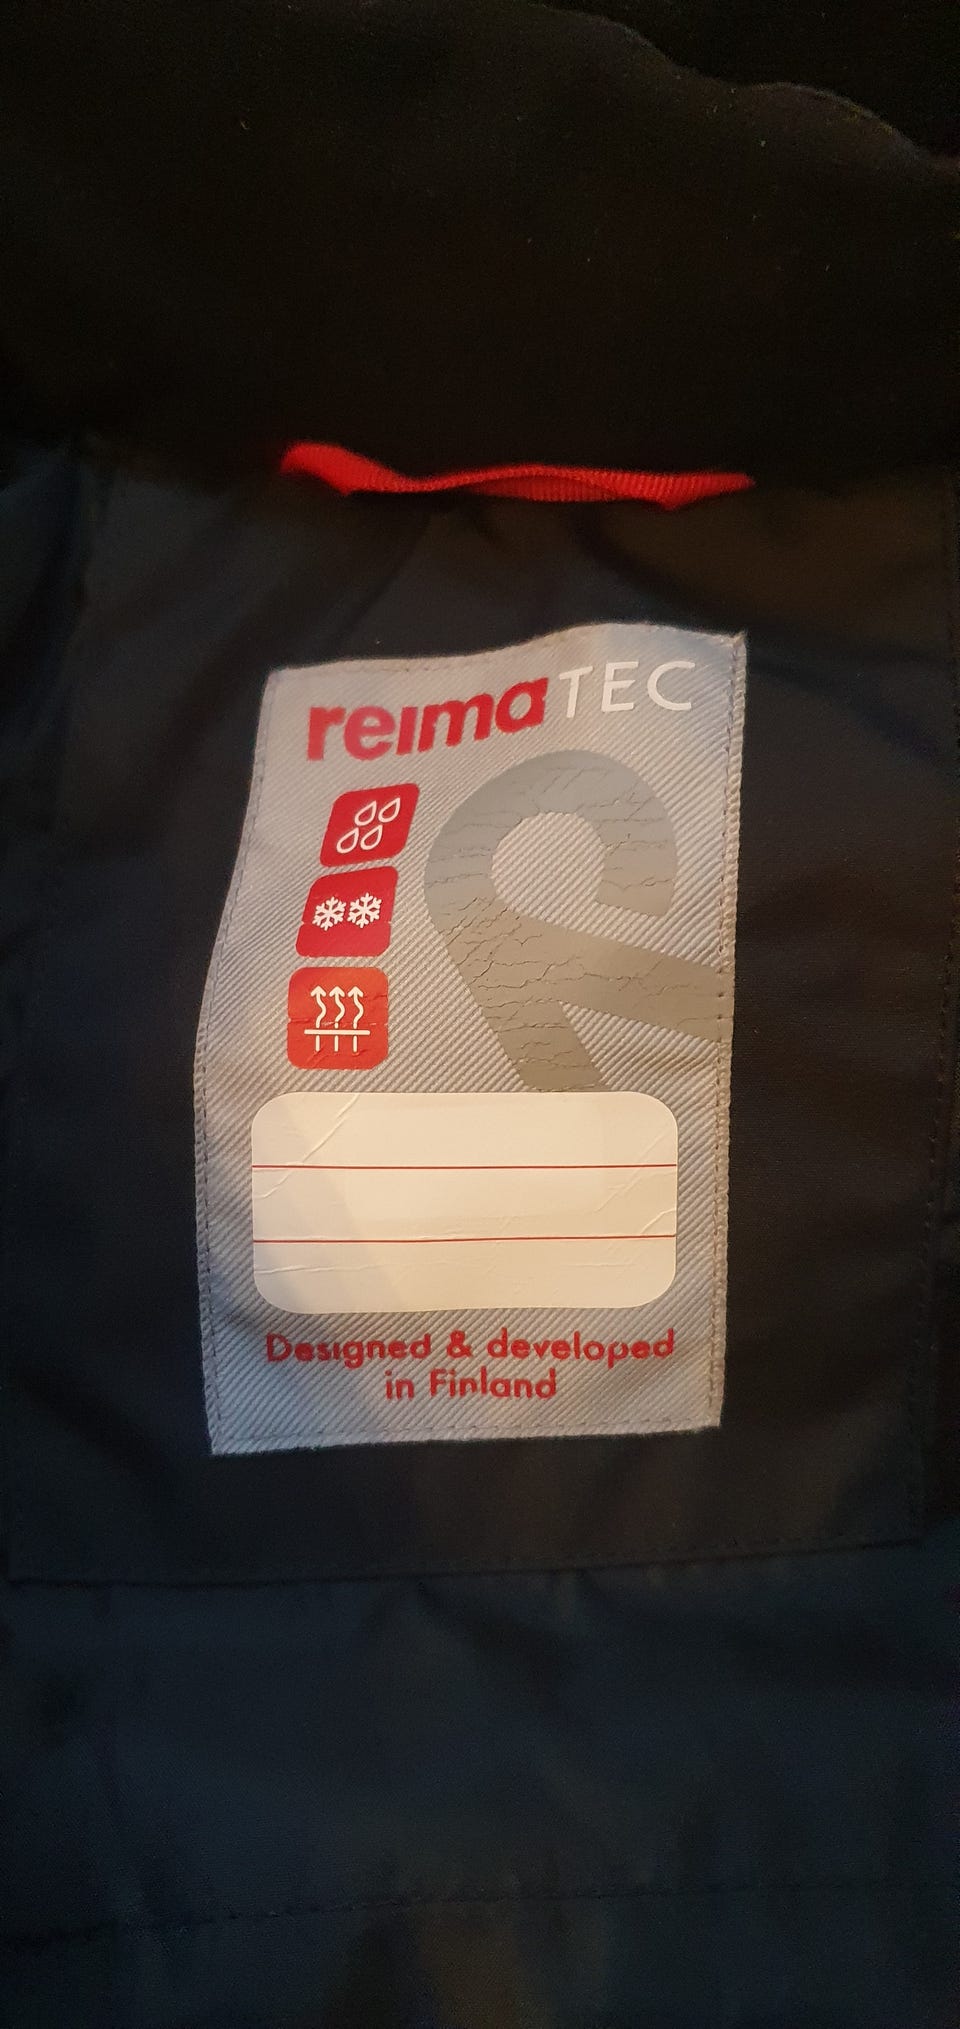 reimaTEC
Designed & developed
in Finland